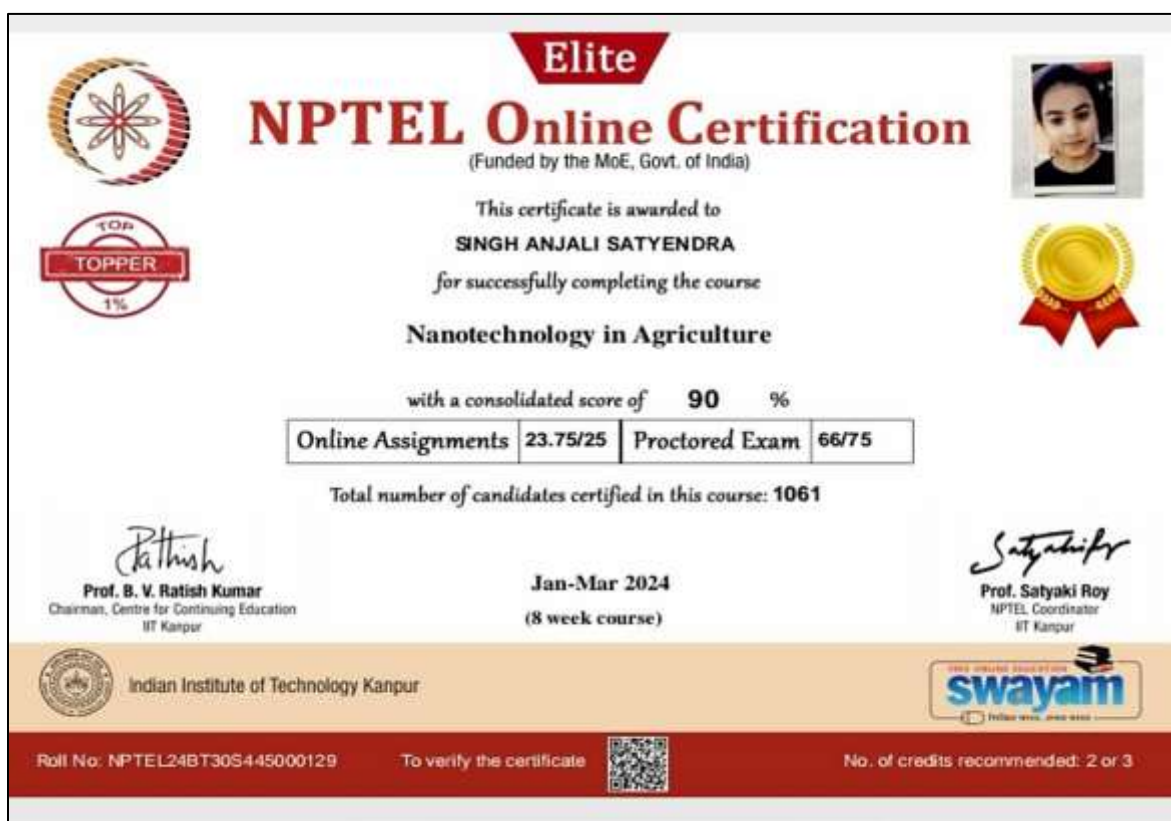 Elite
NPTEL Online Certification
(Funded by the MoE, Govt. of India)
This certificate is awarded to
SINGH ANJALI SATYENDRA
for successfully completing the course
TOP
TOPPER
1%
Nanotechnology in Agriculture
with a consolidated score of 90 %
Online Assignments 23.75/25 Proctored Exam 66/75
Total number of candidates certified in this course: 1061
Prof. B. V. Ratish Kumar
Chairman, Centre for Continuing Education
IIT Kanpur
Jan-Mar 2024
(8 week course)
Prof. Satyaki Roy
NPTEL Coordinator
IIT Kanpur
Indian Institute of Technology Kanpur
FREE ONLINE EDUCATION
swayam
Roll No: NPTEL24BT30S445000129 To verify the certificate No. of credits recommended: 2 or 3